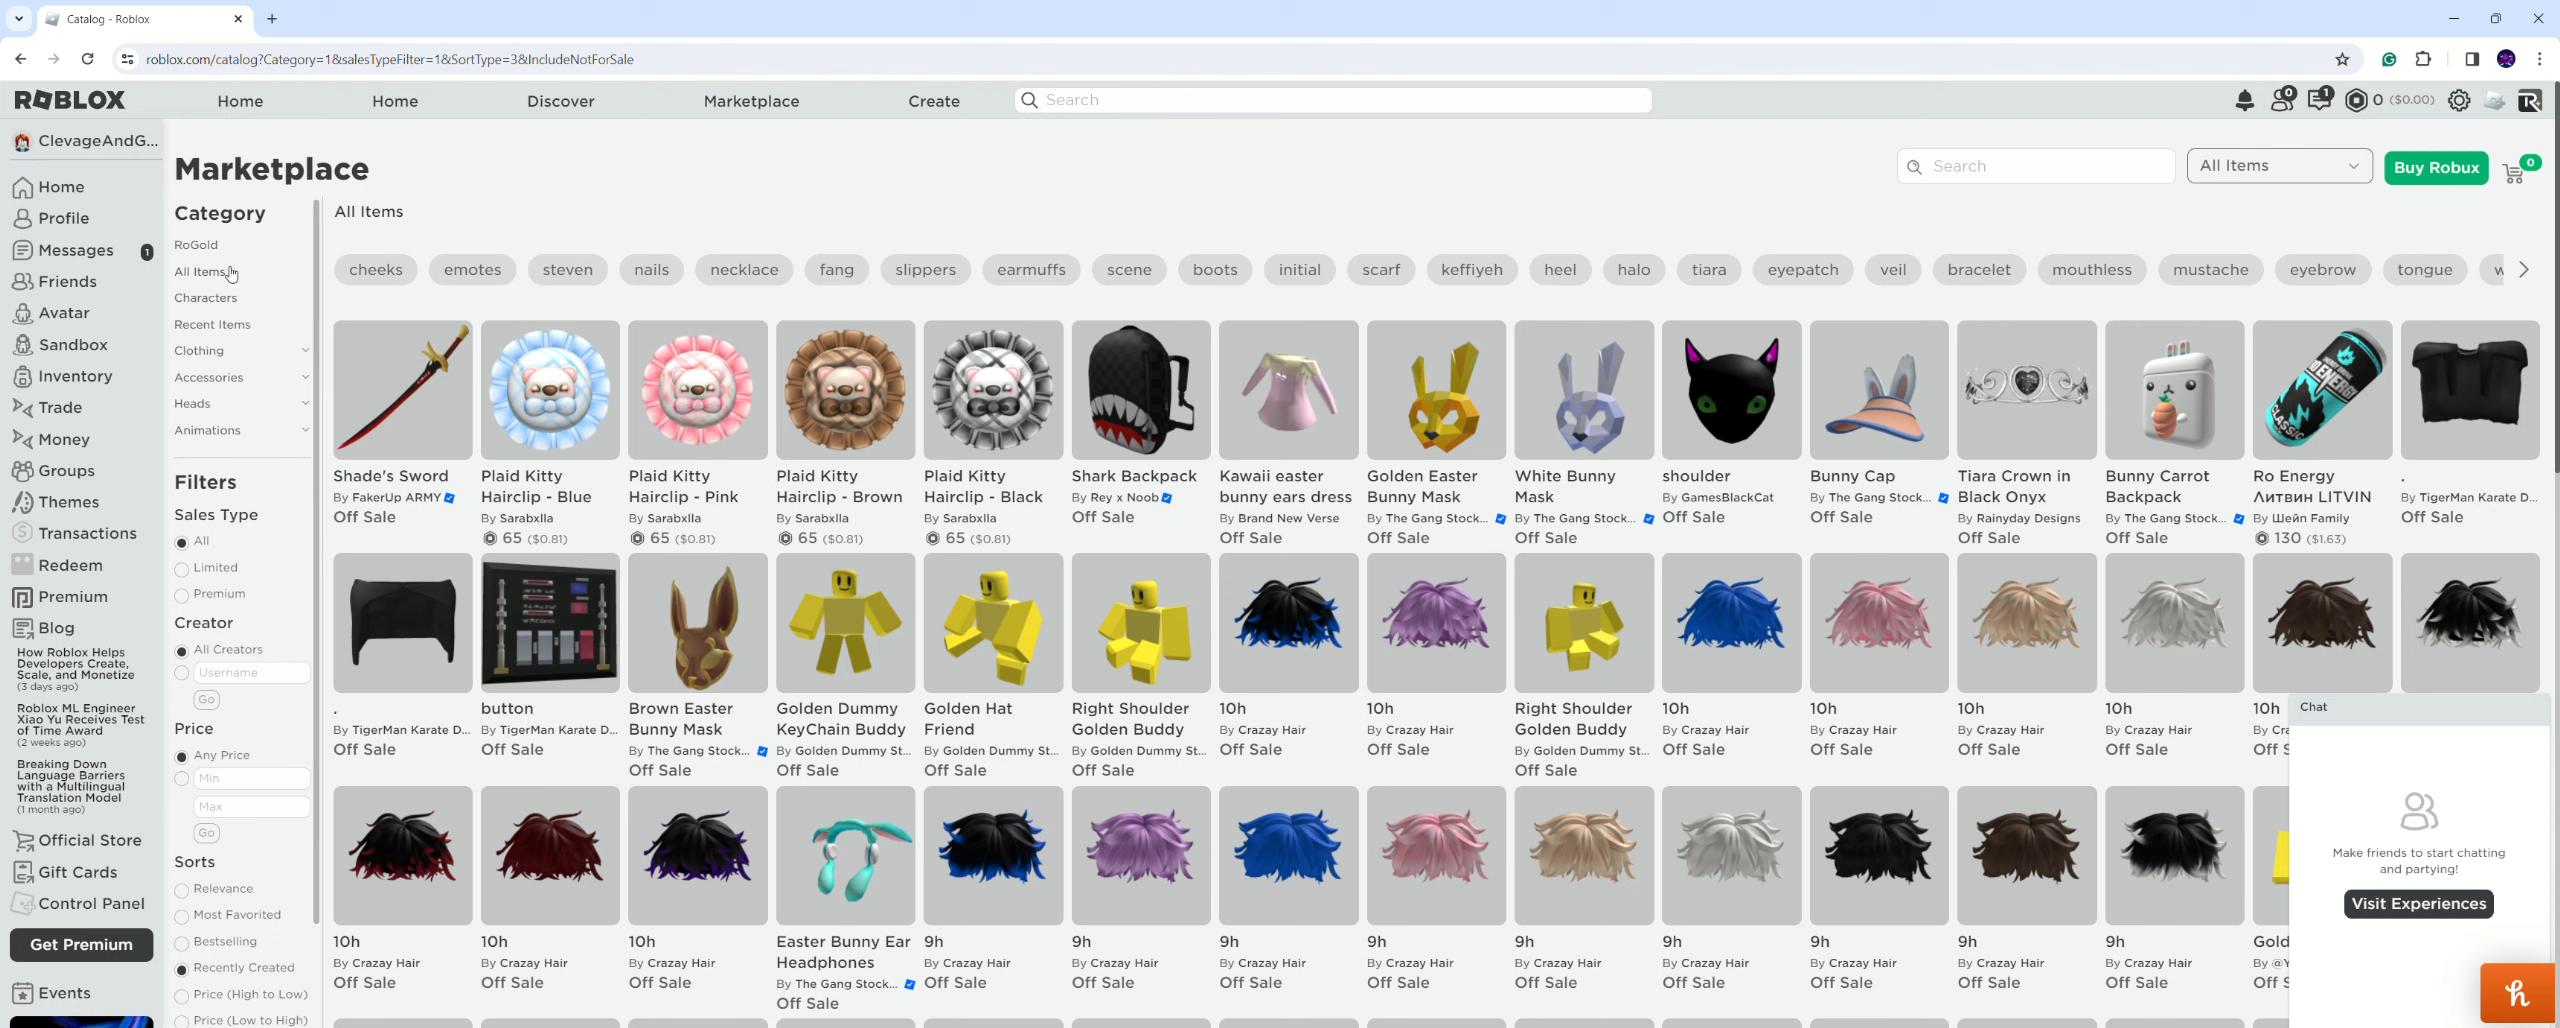 Catalog - Roblox
roblox.com/catalog?Category=1&salesTypeFilter=1&SortType=3&IncludeNotForSale
ROBLOX Home Home Discover Marketplace Create Search 0 1 0 ($0.00)
ClevageAndG...
Home
Profile
Messages 1
Friends
Avatar
Sandbox
Inventory
Trade
Money
Groups
Themes
Transactions
Redeem
Premium
Blog
How Roblox Helps
Developers Create,
Scale, and Monetize
(3 days ago)
Roblox ML Engineer
Xiao Yu Receives Test
of Time Award
(2 weeks ago)
Breaking Down
Language Barriers
with a Multilingual
Translation Model
(1 month ago)
Official Store
Gift Cards
Control Panel
Get Premium
Events
Marketplace
Search All Items Buy Robux 0
Category
RoGold
All Items
Characters
Recent Items
Clothing
Accessories
Heads
Animations
Filters
Sales Type
All
Limited
Premium
Creator
All Creators
Username
Go
Price
Any Price
Min
Max
Go
Sorts
Relevance
Most Favorited
Bestselling
Recently Created
Price (High to Low)
Price (Low to High)
All Items
cheeks emotes steven nails necklace fang slippers earmuffs scene boots initial scarf keffiyeh heel halo tiara eyepatch veil bracelet mouthless mustache eyebrow tongue
Shade's Sword
By FakerUp ARMY
Off Sale
Plaid Kitty
Hairclip - Blue
By Sarabxlla
65 ($0.81)
Plaid Kitty
Hairclip - Pink
By Sarabxlla
65 ($0.81)
Plaid Kitty
Hairclip - Brown
By Sarabxlla
65 ($0.81)
Plaid Kitty
Hairclip - Black
By Sarabxlla
65 ($0.81)
Shark Backpack
By Rey x Noob
Off Sale
Kawaii easter
bunny ears dress
By Brand New Verse
Off Sale
Golden Easter
Bunny Mask
By The Gang Stock...
Off Sale
White Bunny
Mask
By The Gang Stock...
Off Sale
shoulder
By GamesBlackCat
Off Sale
Bunny Cap
By The Gang Stock...
Off Sale
Tiara Crown in
Black Onyx
By Rainyday Designs
Off Sale
Bunny Carrot
Backpack
By The Gang Stock...
Off Sale
Ro Energy
Литвин LITVIN
By Шейп Family
130 ($1.63)
.
By TigerMan Karate D...
Off Sale
.
By TigerMan Karate D...
Off Sale
button
By TigerMan Karate D...
Off Sale
Brown Easter
Bunny Mask
By The Gang Stock...
Off Sale
Golden Dummy
KeyChain Buddy
By Golden Dummy St...
Off Sale
Golden Hat
Friend
By Golden Dummy St...
Off Sale
Right Shoulder
Golden Buddy
By Golden Dummy St...
Off Sale
10h
By Crazay Hair
Off Sale
10h
By Crazay Hair
Off Sale
Right Shoulder
Golden Buddy
By Golden Dummy St...
Off Sale
10h
By Crazay Hair
Off Sale
10h
By Crazay Hair
Off Sale
10h
By Crazay Hair
Off Sale
10h
By Crazay Hair
Off Sale
10h
By Cra
Off S
10h
By Crazay Hair
Off Sale
10h
By Crazay Hair
Off Sale
10h
By Crazay Hair
Off Sale
Easter Bunny Ear
Headphones
By The Gang Stock...
Off Sale
9h
By Crazay Hair
Off Sale
9h
By Crazay Hair
Off Sale
9h
By Crazay Hair
Off Sale
9h
By Crazay Hair
Off Sale
9h
By Crazay Hair
Off Sale
9h
By Crazay Hair
Off Sale
9h
By Crazay Hair
Off Sale
9h
By Crazay Hair
Off Sale
9h
By Crazay Hair
Off Sale
Gold
By @Y
Off S
Chat
Make friends to start chatting
and partying!
Visit Experiences